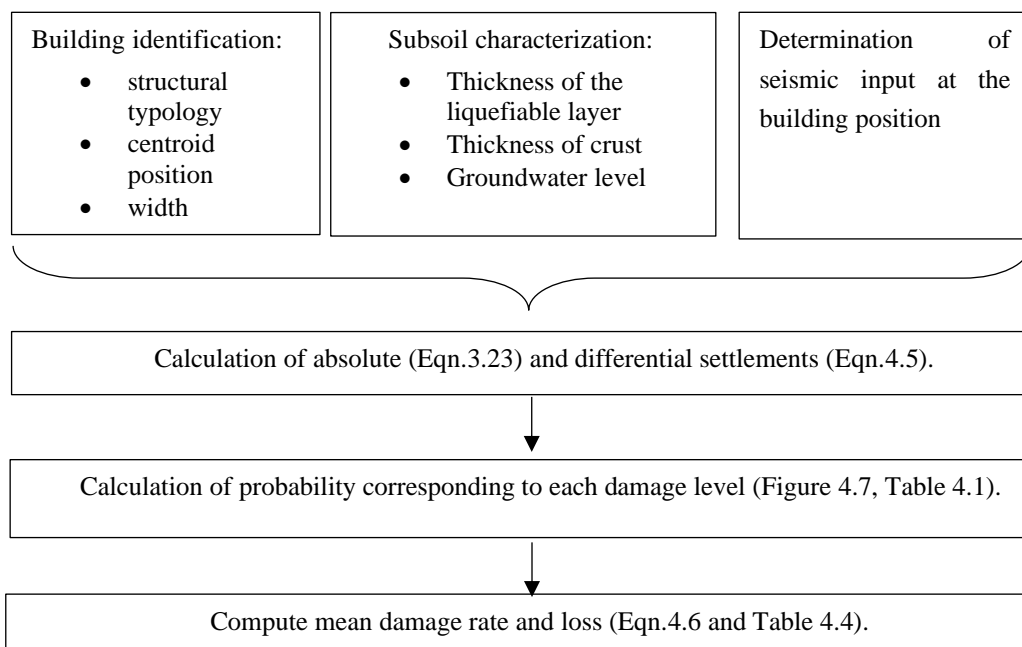 Building identification:
• structural
typology
• centroid
position
• width
Subsoil characterization:
• Thickness of the
liquefiable layer
• Thickness of crust
• Groundwater level
Determination of
seismic input at the
building position
Calculation of absolute (Eqn.3.23) and differential settlements (Eqn.4.5).
Calculation of probability corresponding to each damage level (Figure 4.7, Table 4.1).
Compute mean damage rate and loss (Eqn.4.6 and Table 4.4).